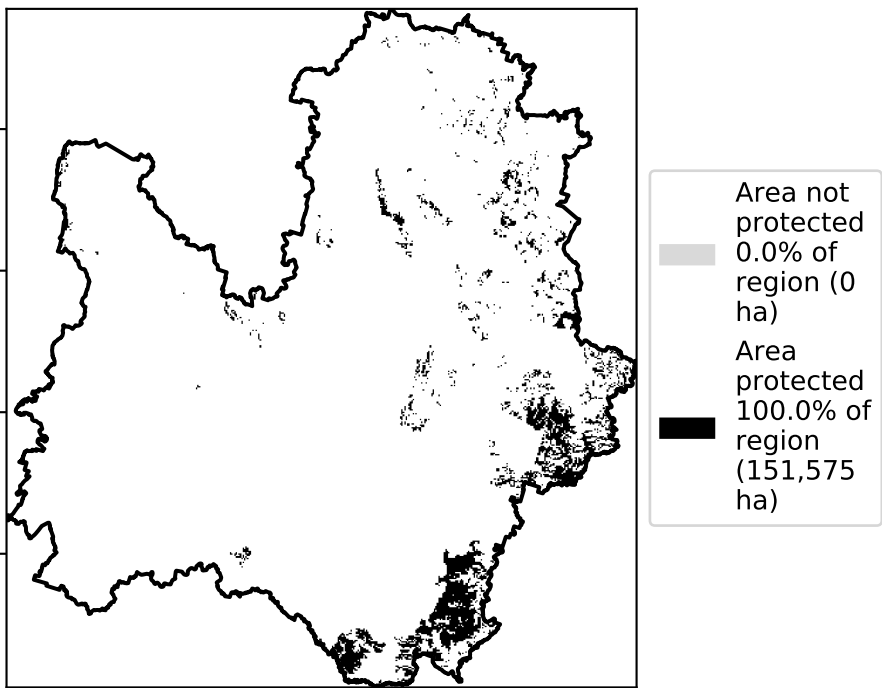 Area not
protected
0.0% of
region (0
ha)
Area
protected
100.0% of
region
(151,575
ha)